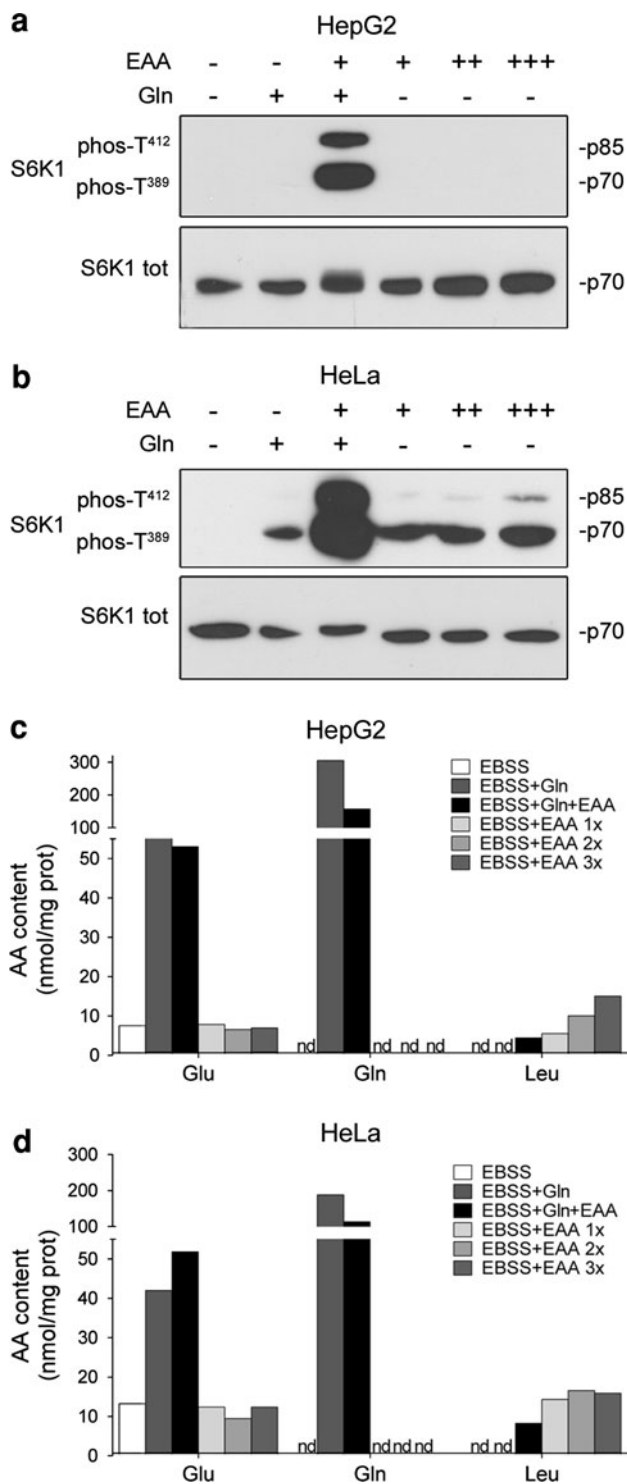 a
HepG2
EAA - - + + ++ +++
Gln - + + - - -
S6K1
phos-T412 -p85
phos-T389 -p70
S6K1 tot -p70
b
HeLa
EAA - - + + ++ +++
Gln - + + - - -
S6K1
phos-T412 -p85
phos-T389 -p70
S6K1 tot -p70
c
HepG2
AA content
(nmol/mg prot)
300
200
100
50
40
30
20
10
0
EBSS
EBSS+Gln
EBSS+Gln+EAA
EBSS+EAA 1x
EBSS+EAA 2x
EBSS+EAA 3x
nd nd nd nd nd nd
Glu Gln Leu
d
HeLa
AA content
(nmol/mg prot)
300
200
100
50
40
30
20
10
0
EBSS
EBSS+Gln
EBSS+Gln+EAA
EBSS+EAA 1x
EBSS+EAA 2x
EBSS+EAA 3x
nd nd nd nd nd nd
Glu Gln Leu